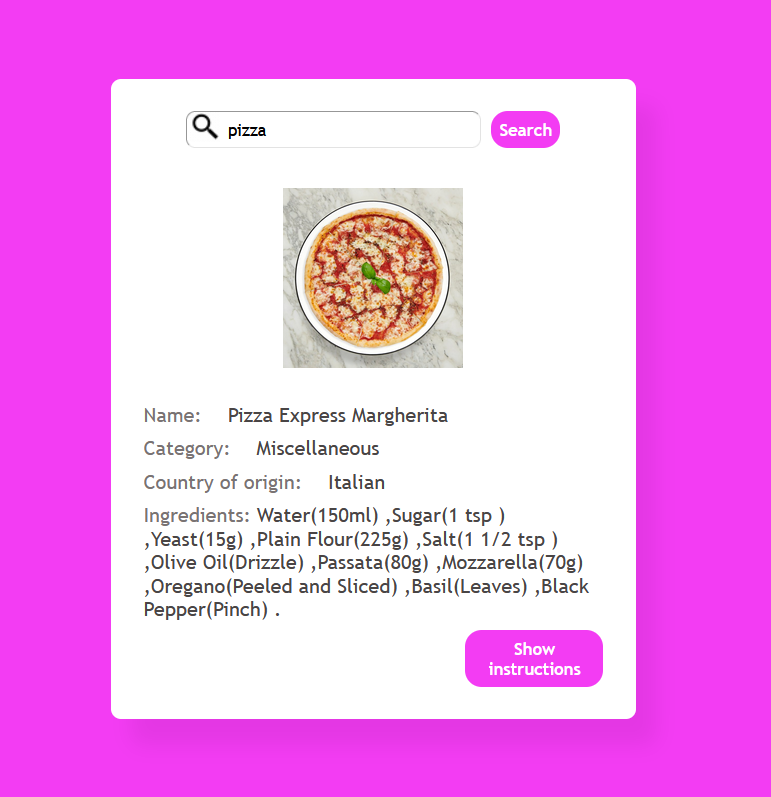 pizza
Search
Name: Pizza Express Margherita
Category: Miscellaneous
Country of origin: Italian
Ingredients: Water(150ml) ,Sugar(1 tsp )
,Yeast(15g) ,Plain Flour(225g) ,Salt(1 1/2 tsp )
,Olive Oil(Drizzle) ,Passata(80g) ,Mozzarella(70g)
,Oregano(Peeled and Sliced) ,Basil(Leaves) ,Black
Pepper(Pinch) .
Show
instructions